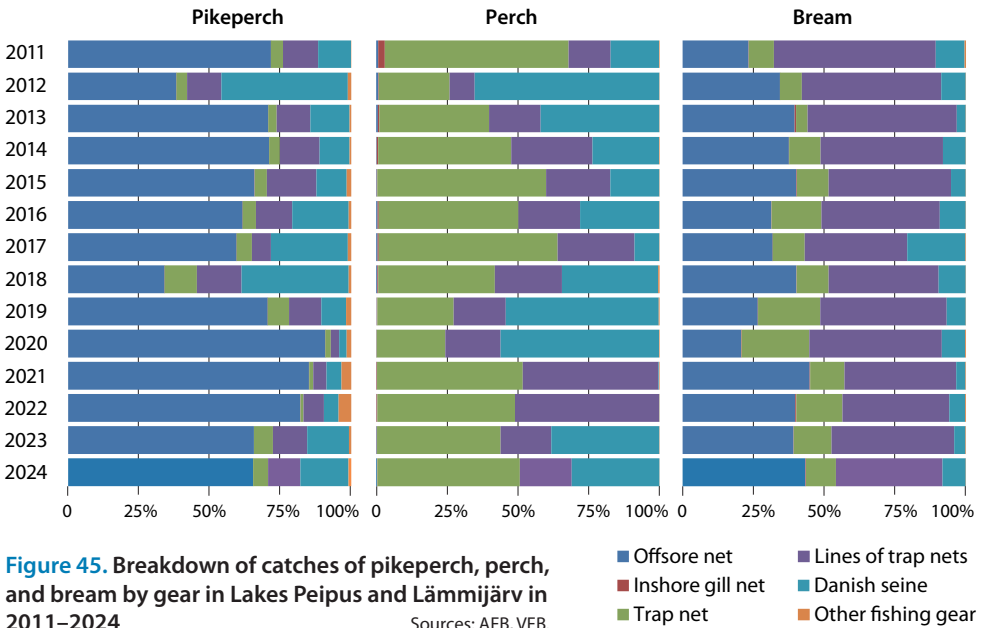 Pikeperch Perch Bream
2011
2012
2013
2014
2015
2016
2017
2018
2019
2020
2021
2022
2023
2024
0 25% 50% 75% 100% 0 25% 50% 75% 100% 0 25% 50% 75% 100%
Figure 45. Breakdown of catches of pikeperch, perch,
and bream by gear in Lakes Peipus and Lämmijärv in
2011–2024 Sources: AFB, VFB
Offsore net Lines of trap nets
Inshore gill net Danish seine
Trap net Other fishing gear